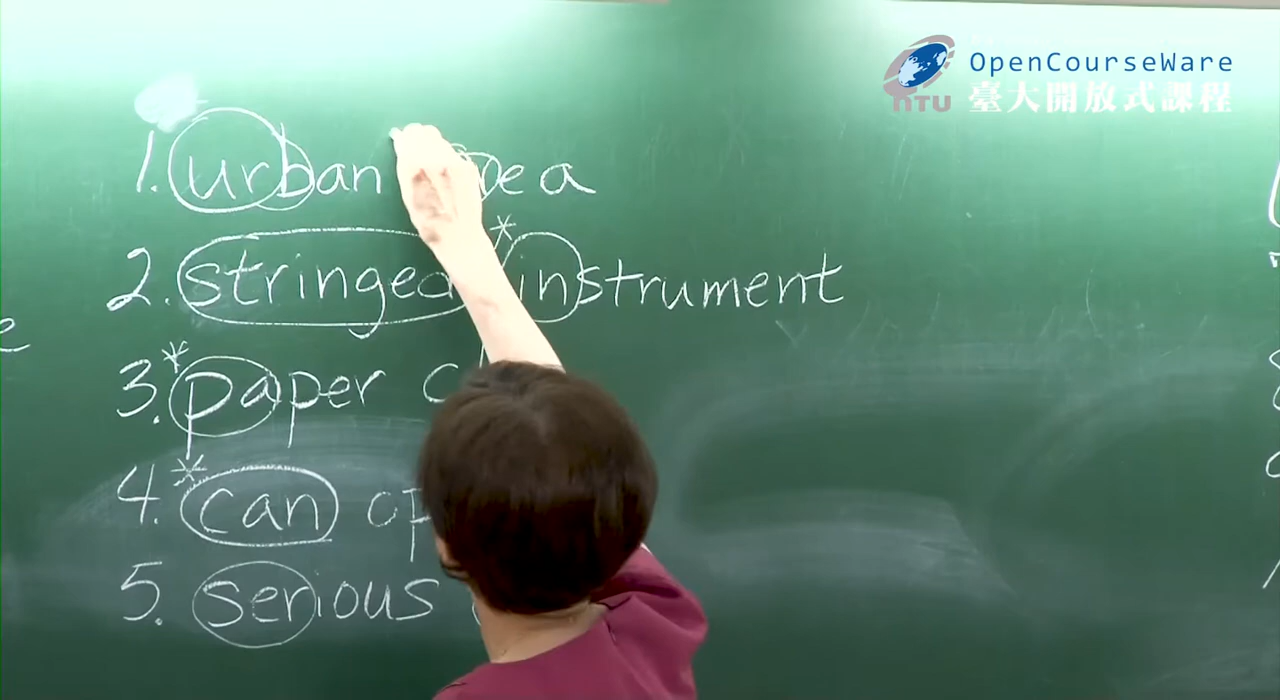 OpenCourseWare
NTU 臺大開放式課程
1. urban
2. stringed instrument
3. paper
4. can
5. serious